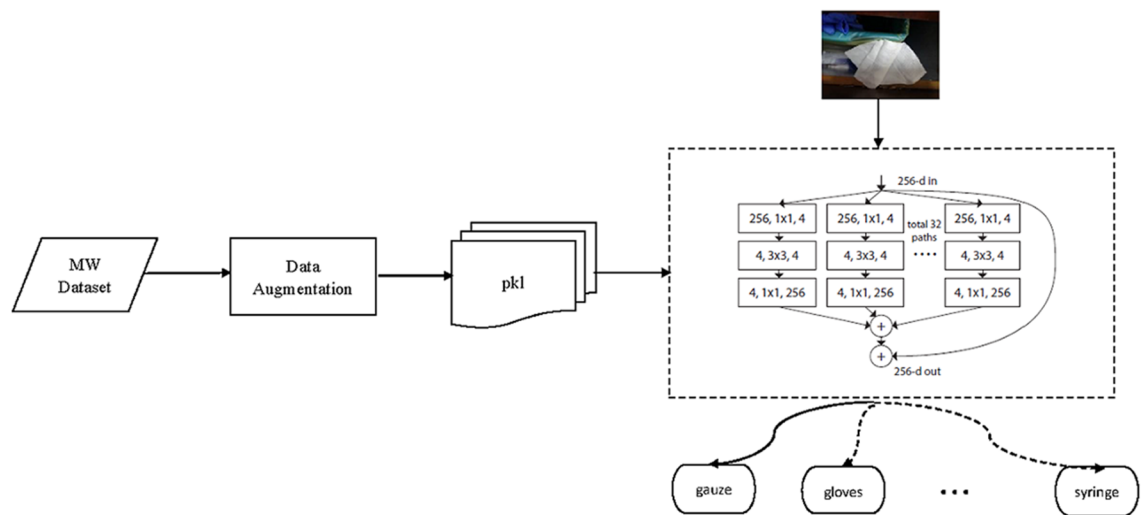 MW
Dataset
Data
Augmentation
pkl
256-d in
256, 1x1, 4
256, 1x1, 4
total 32
paths
256, 1x1, 4
4, 3x3, 4
4, 3x3, 4
....
4, 3x3, 4
4, 1x1, 256
4, 1x1, 256
4, 1x1, 256
+
+
256-d out
gauze
gloves
...
syringe